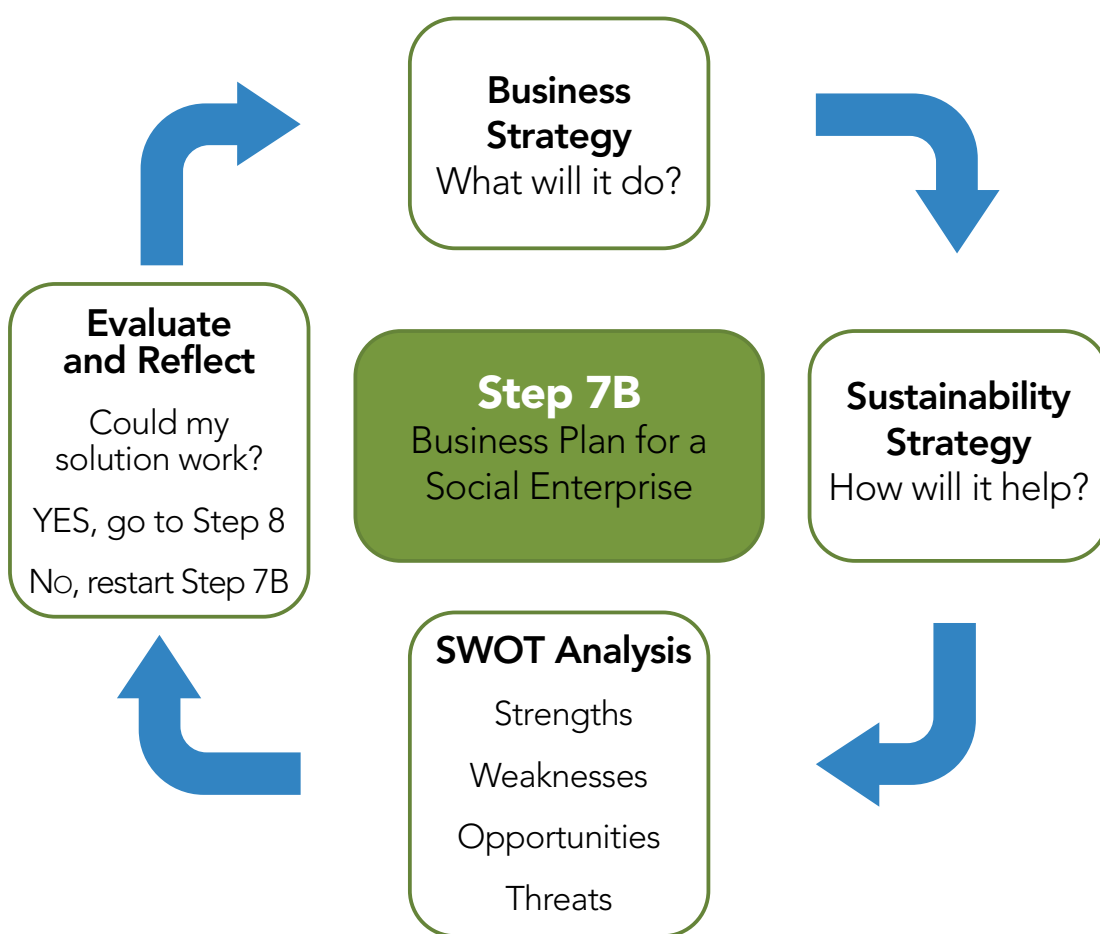 Business
Strategy
What will it do?
Sustainability
Strategy
How will it help?
SWOT Analysis
Strengths
Weaknesses
Opportunities
Threats
Evaluate
and Reflect
Could my
solution work?
YES, go to Step 8
No, restart Step 7B
Step 7B
Business Plan for a
Social Enterprise